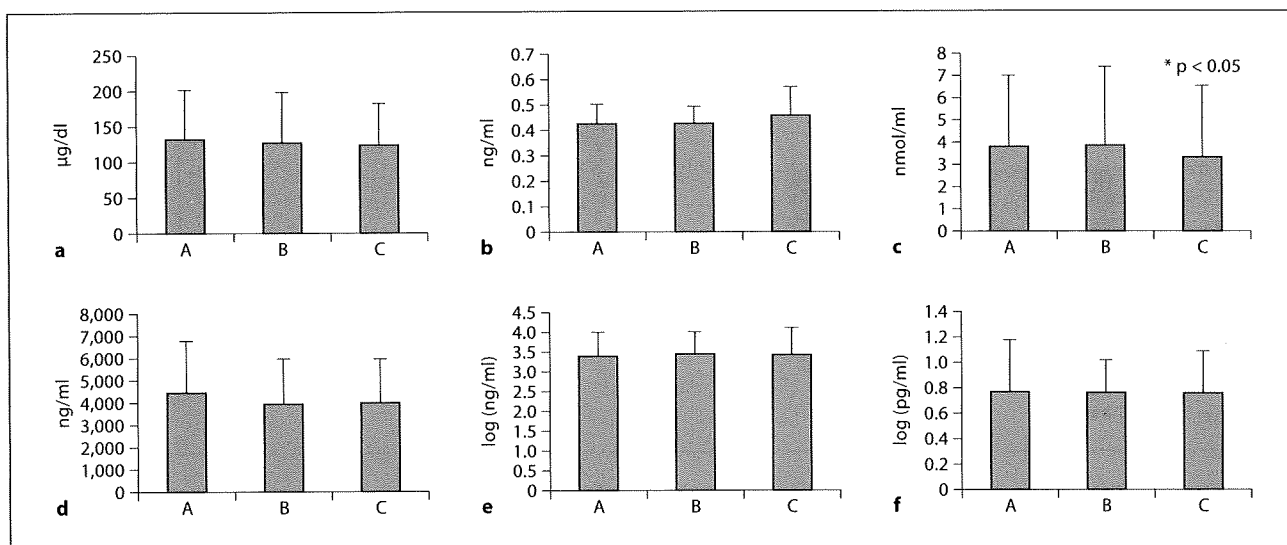 250
200
150
100
50
0
µg/dl
A B C
a
0.7
0.6
0.5
0.4
0.3
0.2
0.1
0
ng/ml
A B C
b
8
7
6
5
4
3
2
1
0
nmol/ml
* p < 0.05
A B C
c
8,000
7,000
6,000
5,000
4,000
3,000
2,000
1,000
0
ng/ml
A B C
d
4.5
4.0
3.5
3.0
2.5
2.0
1.5
1.0
0.5
0
log (ng/ml)
A B C
e
1.4
1.2
1.0
0.8
0.6
0.4
0.2
0
log (pg/ml)
A B C
f